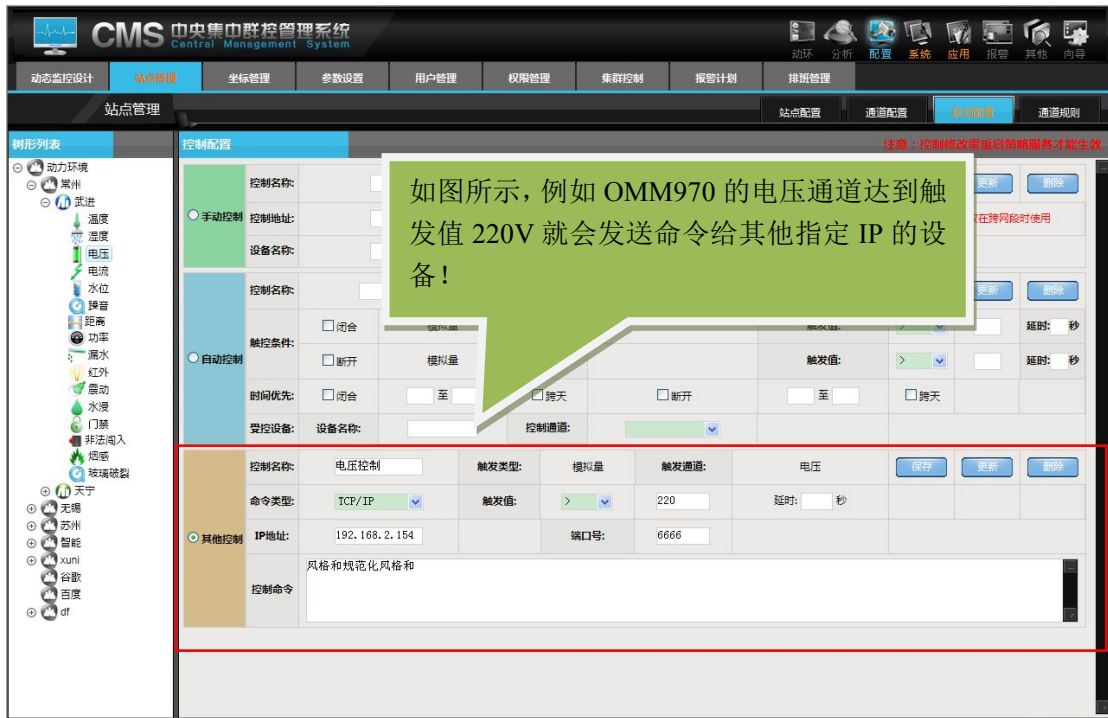 CMS 中央集中群控管理系统
Central Management System
动环 分析 配置 系统 应用 报警 其他 向导
动态监控设计 站点管理 坐标管理 参数设置 用户管理 权限管理 集群控制 报警计划 排班管理
站点管理 站点配置 通道配置 联动配置 通道规则
树形列表
控制配置 注意：控制修改需重启策略服务才能生效
动力环境
常州
武进
温度
湿度
电压
电流
水位
噪音
距离
功率
漏水
红外
震动
水浸
门禁
非法闯入
烟感
玻璃破裂
天宁
无锡
苏州
智能
xuni
谷歌
百度
df
如图所示，例如 OMM970 的电压通道达到触
发值 220V 就会发送命令给其他指定 IP 的设
备！
手动控制
控制名称: 更新 删除
控制地址: 在跨网段时使用
设备名称:
自动控制
控制名称: 更新 删除
触控条件:
闭合 模拟量 触发值: > 延时: 秒
断开 模拟量 触发值: > 延时: 秒
时间优先: 闭合 至 跨天 断开 至 跨天
受控设备: 设备名称: 控制通道:
其他控制
控制名称: 电压控制 触发类型: 模拟量 触发通道: 电压 保存 更新 删除
命令类型: TCP/IP 触发值: > 220 延时: 秒
IP地址: 192.168.2.154 端口号: 6666
控制命令 风格和规范化风格和